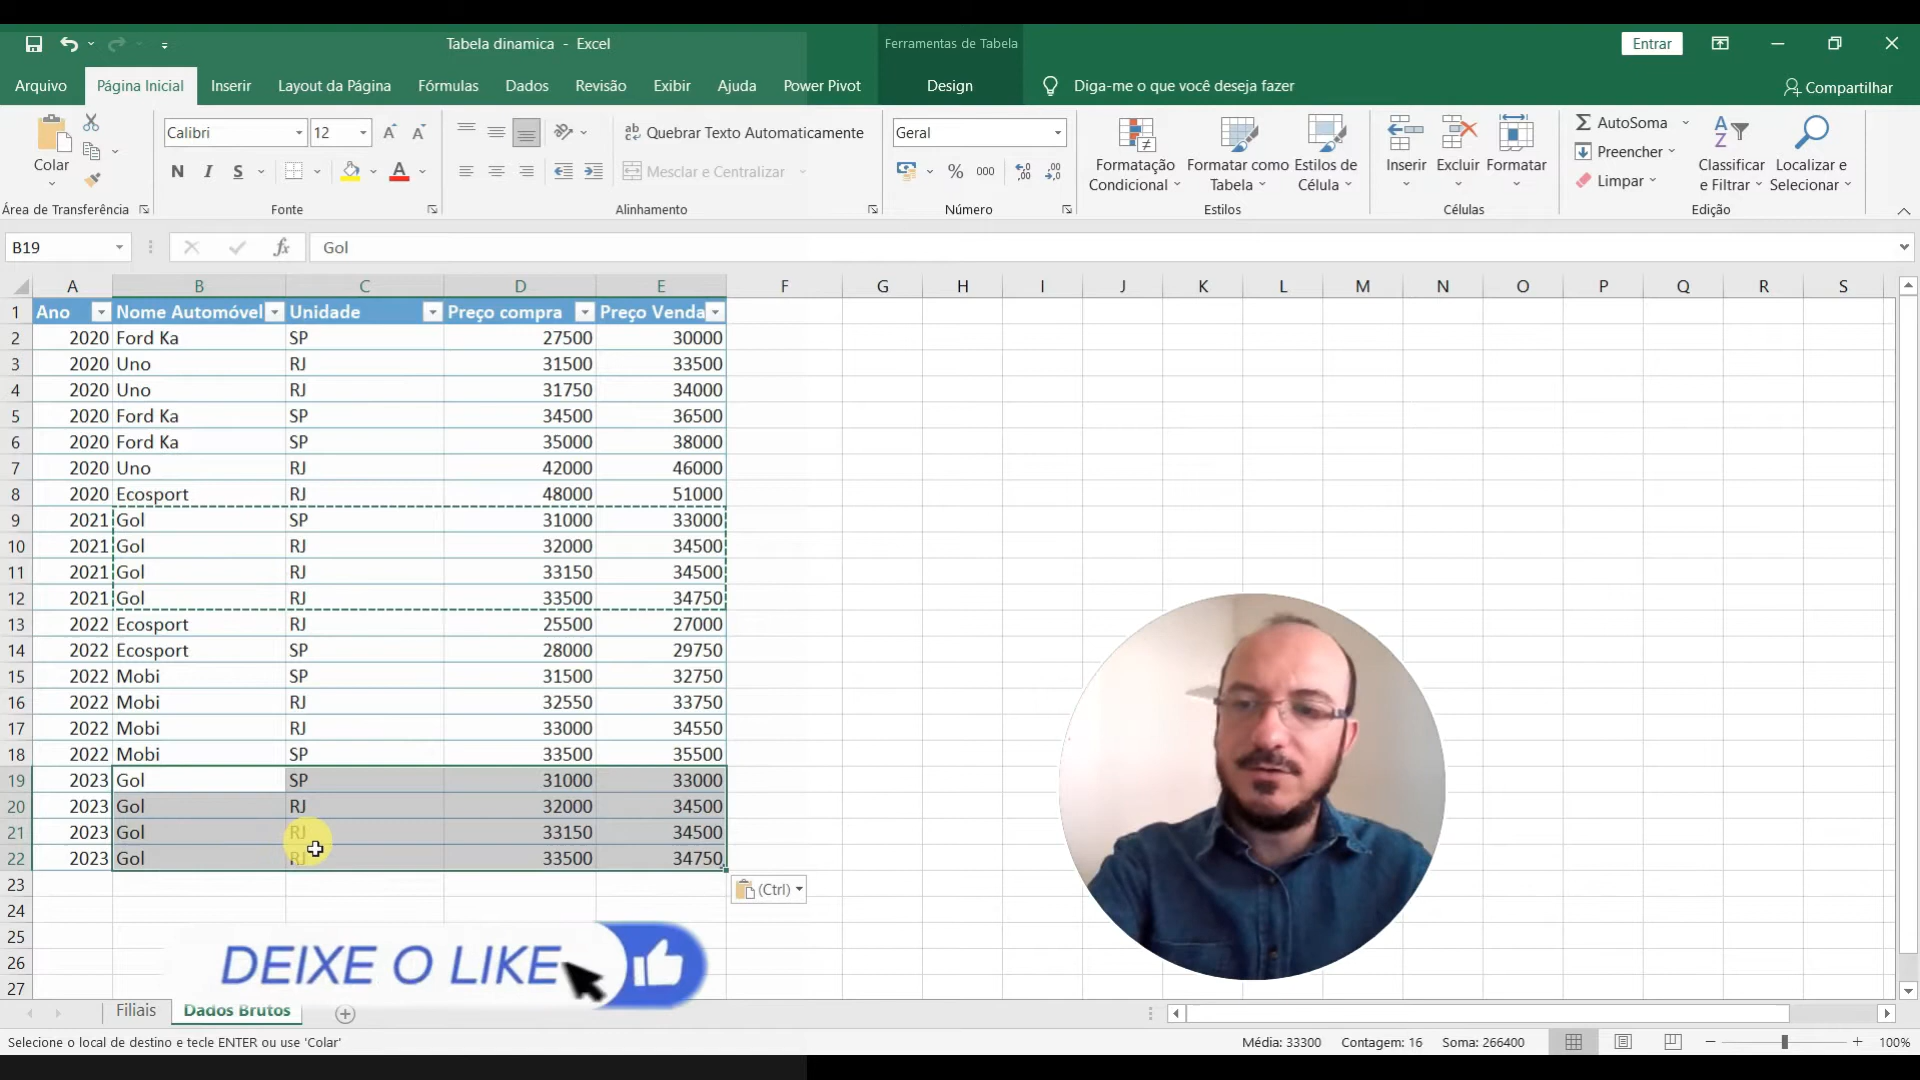 Tabela dinamica - Excel
Ferramentas de Tabela
Entrar
Arquivo
Página Inicial
Inserir
Layout da Página
Fórmulas
Dados
Revisão
Exibir
Ajuda
Power Pivot
Design
Diga-me o que você deseja fazer
Compartilhar
Colar
Calibri
12
N I S
Quebrar Texto Automaticamente
Mesclar e Centralizar
Geral
% 000
Formatação Condicional
Formatar como Tabela
Estilos de Célula
Inserir
Excluir
Formatar
AutoSoma
Preencher
Limpar
Classificar e Filtrar
Localizar e Selecionar
Área de Transferência
Fonte
Alinhamento
Número
Estilos
Células
Edição
B19
fx
Gol
A B C D E F G H I J K L M N O P Q R S
1 Ano Nome Automóvel Unidade Preço compra Preço Venda
2 2020 Ford Ka SP 27500 30000
3 2020 Uno RJ 31500 33500
4 2020 Uno RJ 31750 34000
5 2020 Ford Ka SP 34500 36500
6 2020 Ford Ka SP 35000 38000
7 2020 Uno RJ 42000 46000
8 2020 Ecosport RJ 48000 51000
9 2021 Gol SP 31000 33000
10 2021 Gol RJ 32000 34500
11 2021 Gol RJ 33150 34500
12 2021 Gol RJ 33500 34750
13 2022 Ecosport RJ 25500 27000
14 2022 Ecosport SP 28000 29750
15 2022 Mobi SP 31500 32750
16 2022 Mobi RJ 32550 33750
17 2022 Mobi RJ 33000 34550
18 2022 Mobi SP 33500 35500
19 2023 Gol SP 31000 33000
20 2023 Gol RJ 32000 34500
21 2023 Gol RJ 33150 34500
22 2023 Gol RJ 33500 34750
23
(Ctrl)
24
25
26
27
DEIXE O LIKE
Filiais
Dados Brutos
Selecione o local de destino e tecle ENTER ou use 'Colar'
Média: 33300
Contagem: 16
Soma: 266400
100%